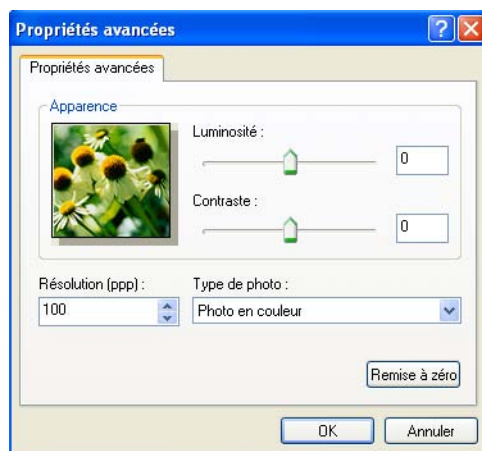 Propriétés avancées
Propriétés avancées
Apparence
Luminosité :
0
Contraste :
0
Résolution (ppp) :
Type de photo :
100
Photo en couleur
Remise à zéro
OK
Annuler